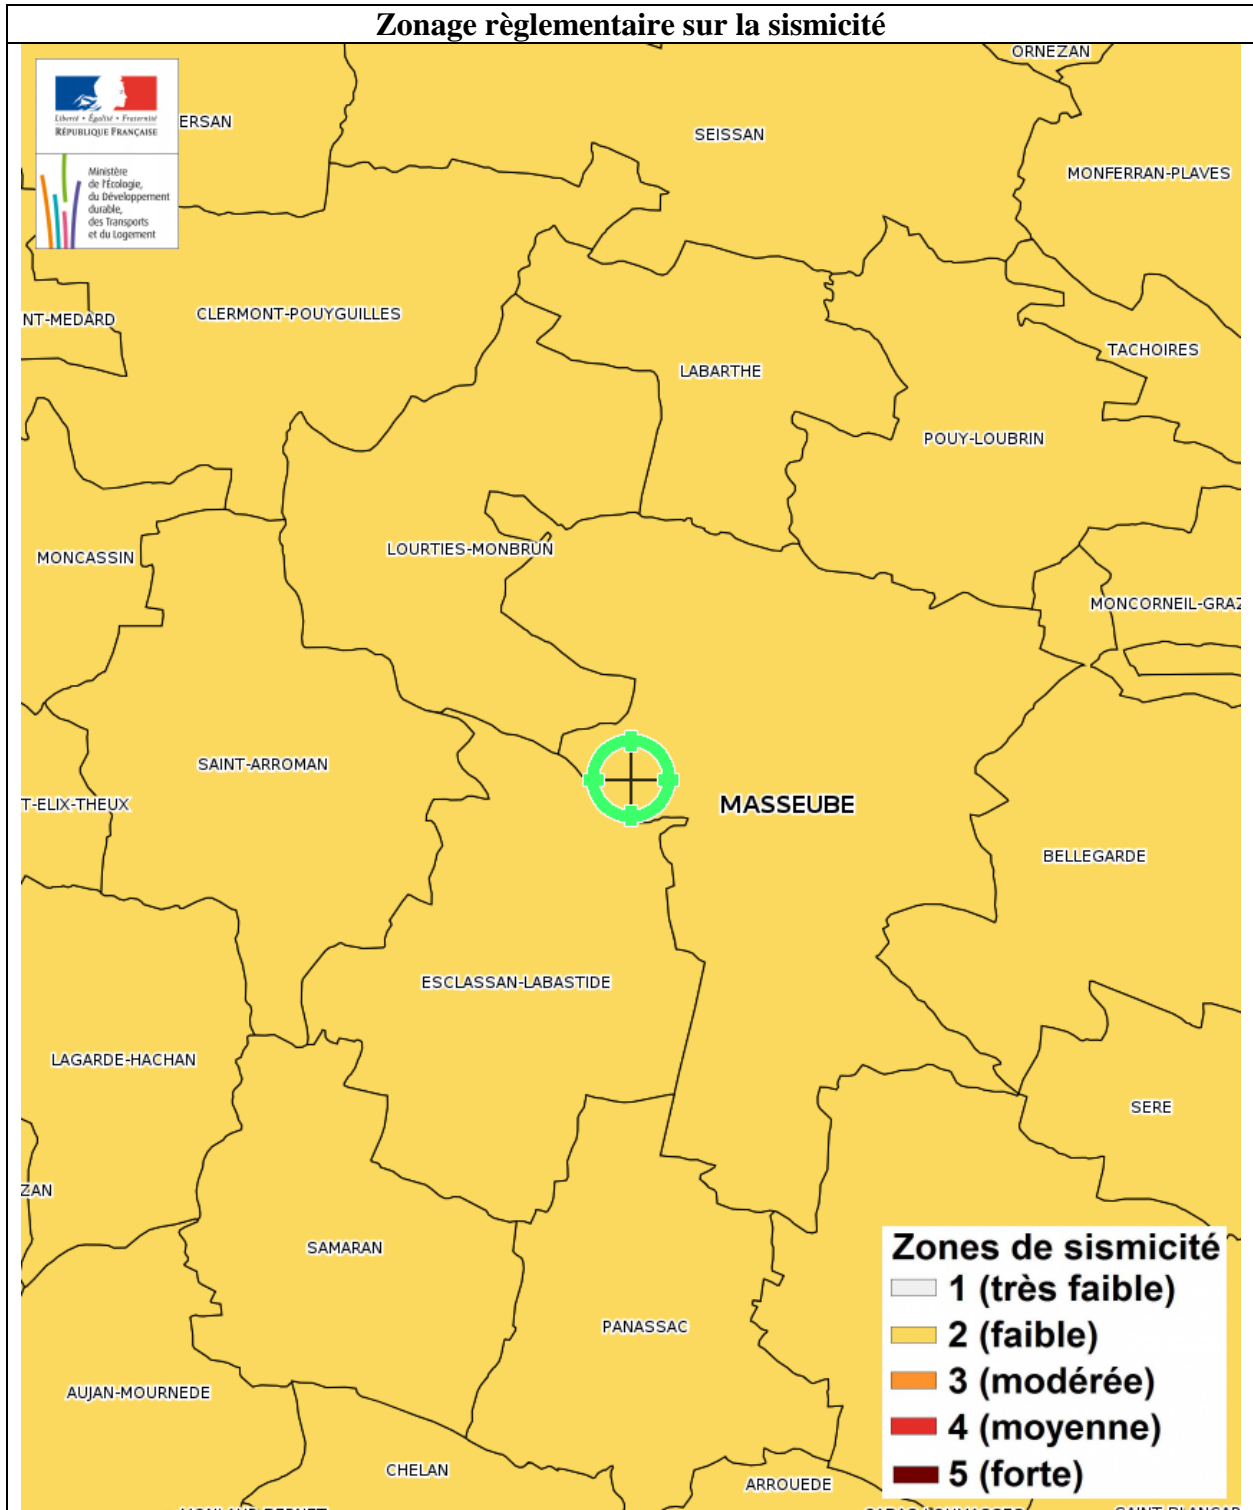 Zonage règlementaire sur la sismicité
ORNEZAN
Liberté • Égalité • Fraternité
RÉPUBLIQUE FRANÇAISE
ERSAN
SEISSAN
MONFERRAN-PLAVES
Ministère
de l'Écologie,
du Développement
durable,
des Transports
et du Logement
NT-MEDARD
CLERMONT-POUYGUILLES
LABARTHE
TACHOIRES
POUY-LOUBRIN
MONCASSIN
LOURTIES-MONBRUN
MONCORNEIL-GRAZ
SAINT-ARROMAN
T-ELIX-THEUX
MASSEUBE
BELLEGARDE
ESCLASSAN-LABASTIDE
LAGARDE-HACHAN
SERE
ZAN
SAMARAN
PANASSAC
AUJAN-MOURNEDE
CHELAN
ARROUEDE
Zones de sismicité
1 (très faible)
2 (faible)
3 (modérée)
4 (moyenne)
5 (forte)